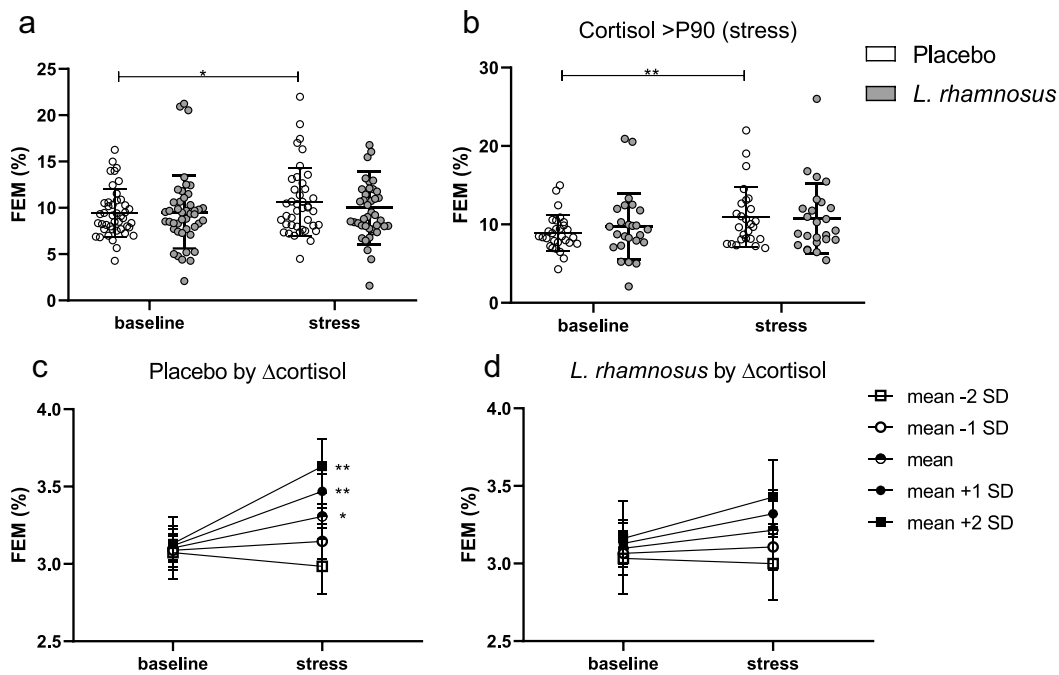 a
FEM (%)
25
20
15
10
5
0
*
baseline
stress
b
Cortisol >P90 (stress)
FEM (%)
30
20
10
0
**
baseline
stress
Placebo
L. rhamnosus
c
Placebo by Δcortisol
FEM (%)
4.0
3.5
3.0
2.5
**
**
*
baseline
stress
d
L. rhamnosus by Δcortisol
FEM (%)
4.0
3.5
3.0
2.5
baseline
stress
mean -2 SD
mean -1 SD
mean
mean +1 SD
mean +2 SD